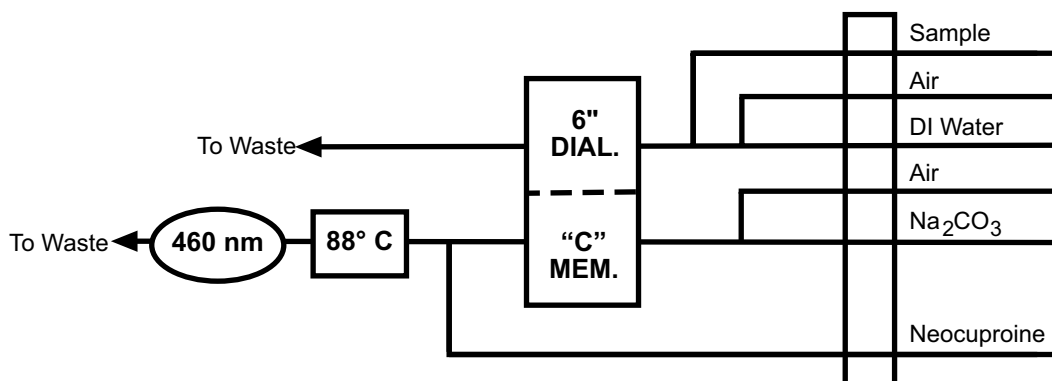 Sample
Air
6"
DIAL.
DI Water
To Waste
Air
“C”
MEM.
Na₂CO₃
To Waste
460 nm
88° C
Neocuproine